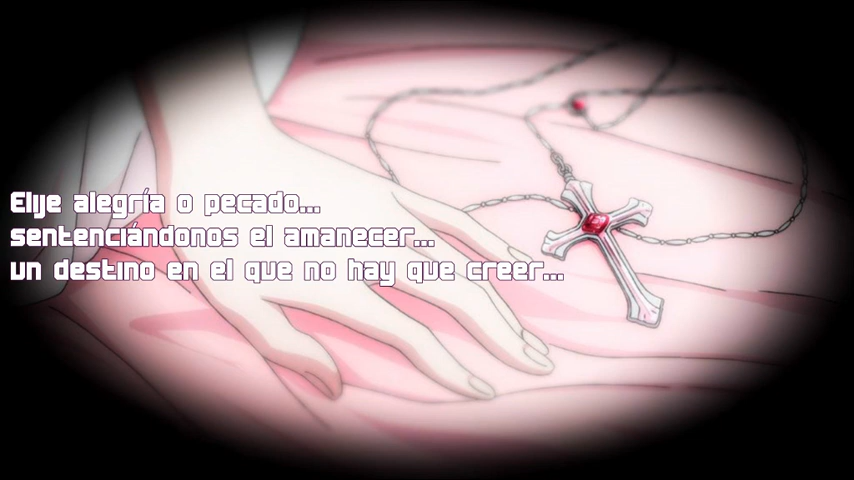 Elije alegría o pecado...
sentenciándonos el amanecer...
un destino en el que no hay que creer...